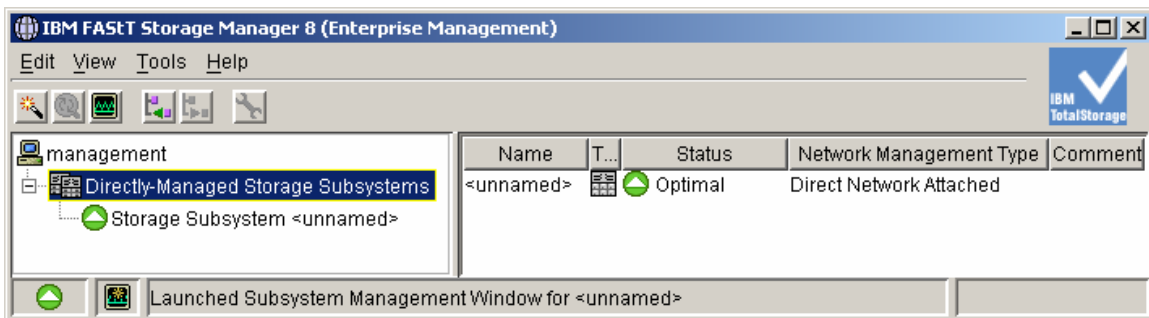 IBM FAStT Storage Manager 8 (Enterprise Management)
Edit View Tools Help
IBM
TotalStorage
management
Directly-Managed Storage Subsystems
Storage Subsystem <unnamed>
Name T... Status Network Management Type Comment
<unnamed> Optimal Direct Network Attached
Launched Subsystem Management Window for <unnamed>